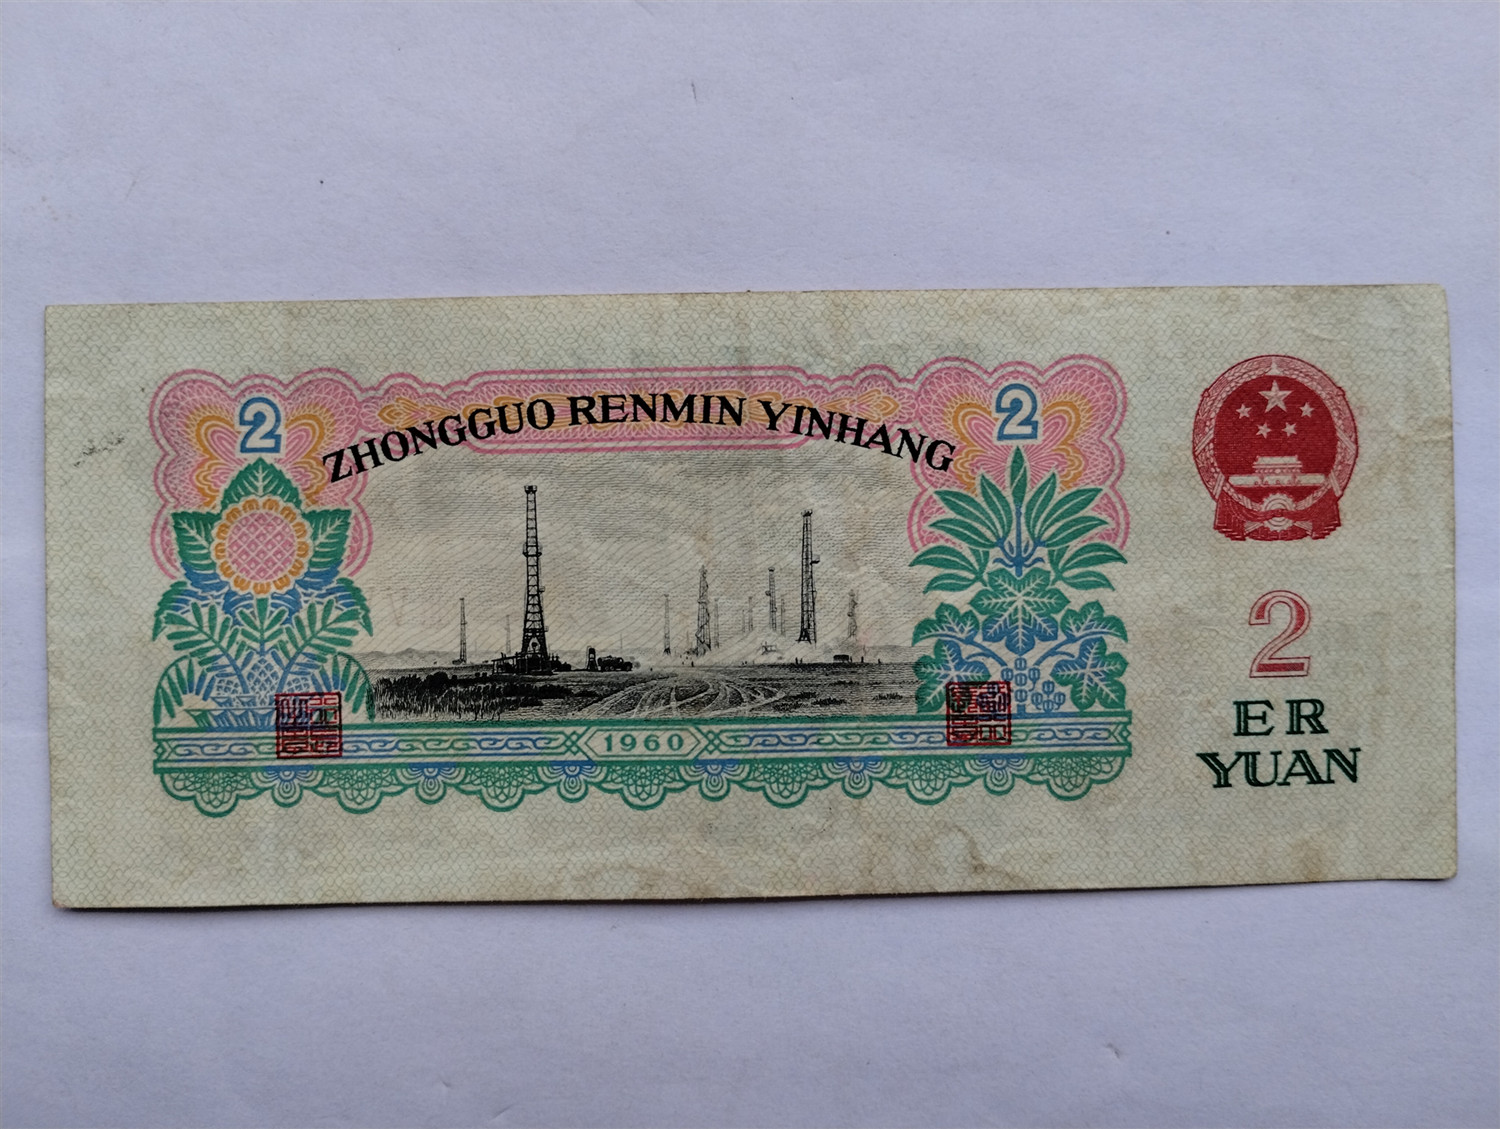 2
2
ZHONGGUO RENMIN YINHANG
2
ER
YUAN
1960